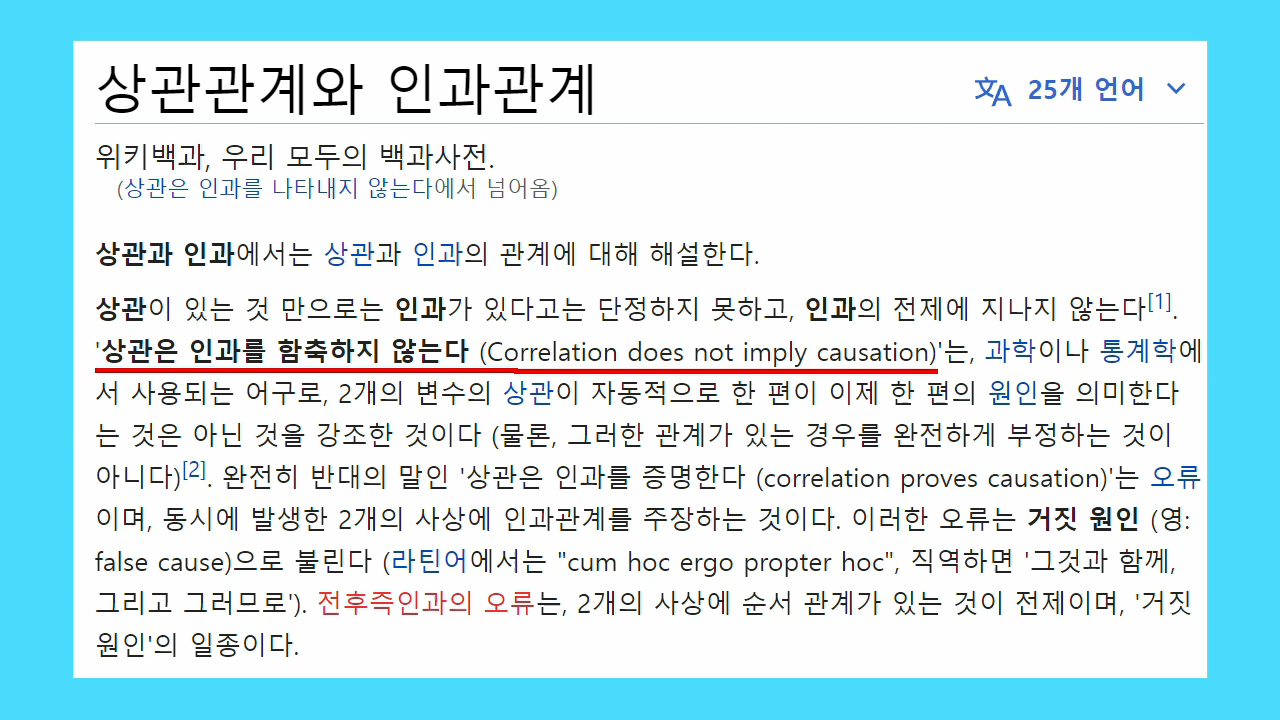 상관관계와 인과관계
文A 25개 언어
위키백과, 우리 모두의 백과사전.
(상관은 인과를 나타내지 않는다에서 넘어옴)
상관과 인과에서는 상관과 인과의 관계에 대해 해설한다.
상관이 있는 것 만으로는 인과가 있다고는 단정하지 못하고, 인과의 전제에 지나지 않는다[1].
'상관은 인과를 함축하지 않는다 (Correlation does not imply causation)'는, 과학이나 통계학에
서 사용되는 어구로, 2개의 변수의 상관이 자동적으로 한 편이 이제 한 편의 원인을 의미한다
는 것은 아닌 것을 강조한 것이다 (물론, 그러한 관계가 있는 경우를 완전하게 부정하는 것이
아니다)[2]. 완전히 반대의 말인 '상관은 인과를 증명한다 (correlation proves causation)'는 오류
이며, 동시에 발생한 2개의 사상에 인과관계를 주장하는 것이다. 이러한 오류는 거짓 원인 (영:
false cause)으로 불린다 (라틴어에서는 "cum hoc ergo propter hoc", 직역하면 '그것과 함께,
그리고 그러므로'). 전후즉인과의 오류는, 2개의 사상에 순서 관계가 있는 것이 전제이며, '거짓
원인'의 일종이다.